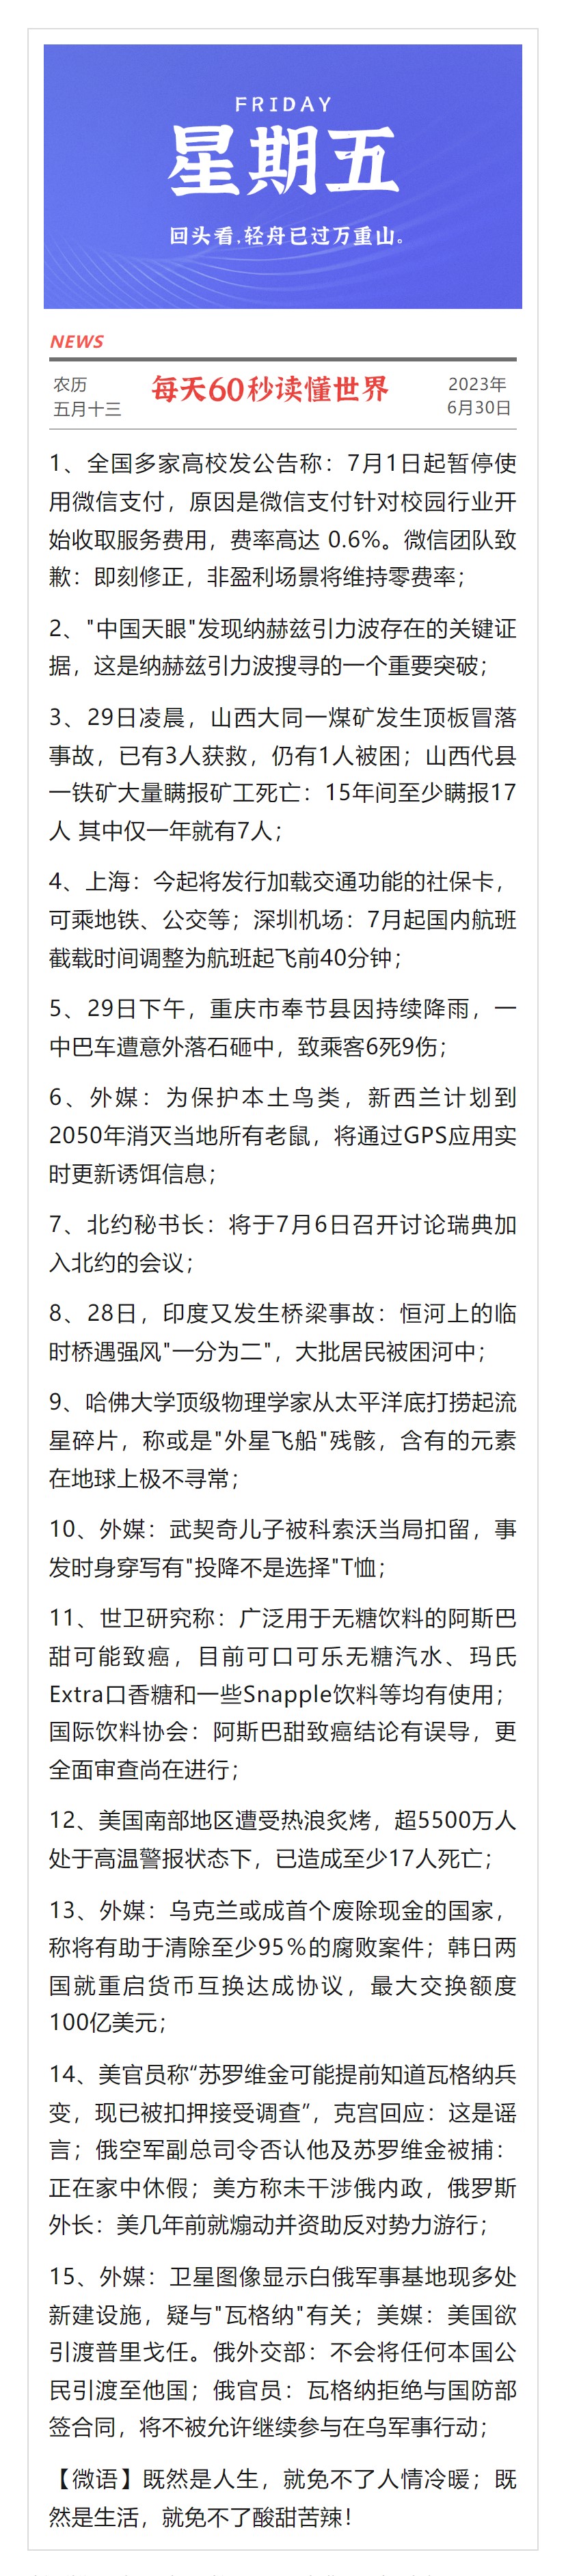 FRIDAY
星期五
回头看,轻舟已过万重山。
NEWS
农历
五月十三
每天60秒读懂世界
2023年
6月30日
1、全国多家高校发公告称：7月1日起暂停使
用微信支付，原因是微信支付针对校园行业开
始收取服务费用，费率高达 0.6%。微信团队致
歉：即刻修正，非盈利场景将维持零费率；
2、"中国天眼"发现纳赫兹引力波存在的关键证
据，这是纳赫兹引力波搜寻的一个重要突破；
3、29日凌晨，山西大同一煤矿发生顶板冒落
事故，已有3人获救，仍有1人被困；山西代县
一铁矿大量瞒报矿工死亡：15年间至少瞒报17
人 其中仅一年就有7人；
4、上海：今起将发行加载交通功能的社保卡，
可乘地铁、公交等；深圳机场：7月起国内航班
截载时间调整为航班起飞前40分钟；
5、29日下午，重庆市奉节县因持续降雨，一
中巴车遭意外落石砸中，致乘客6死9伤；
6、外媒：为保护本土鸟类，新西兰计划到
2050年消灭当地所有老鼠，将通过GPS应用实
时更新诱饵信息；
7、北约秘书长：将于7月6日召开讨论瑞典加
入北约的会议；
8、28日，印度又发生桥梁事故：恒河上的临
时桥遇强风"一分为二"，大批居民被困河中；
9、哈佛大学顶级物理学家从太平洋底打捞起流
星碎片，称或是"外星飞船"残骸，含有的元素
在地球上极不寻常；
10、外媒：武契奇儿子被科索沃当局扣留，事
发时身穿写有"投降不是选择"T恤；
11、世卫研究称：广泛用于无糖饮料的阿斯巴
甜可能致癌，目前可口可乐无糖汽水、玛氏
Extra口香糖和一些Snapple饮料等均有使用；
国际饮料协会：阿斯巴甜致癌结论有误导，更
全面审查尚在进行；
12、美国南部地区遭受热浪炙烤，超5500万人
处于高温警报状态下，已造成至少17人死亡；
13、外媒：乌克兰或成首个废除现金的国家，
称将有助于清除至少95%的腐败案件；韩日两
国就重启货币互换达成协议，最大交换额度
100亿美元；
14、美官员称“苏罗维金可能提前知道瓦格纳兵
变，现已被扣押接受调查”，克宫回应：这是谣
言；俄空军副总司令否认他及苏罗维金被捕：
正在家中休假；美方称未干涉俄内政，俄罗斯
外长：美几年前就煽动并资助反对势力游行；
15、外媒：卫星图像显示白俄军事基地现多处
新建设施，疑与"瓦格纳"有关；美媒：美国欲
引渡普里戈任。俄外交部：不会将任何本国公
民引渡至他国；俄官员：瓦格纳拒绝与国防部
签合同，将不被允许继续参与在乌军事行动；
【微语】既然是人生，就免不了人情冷暖；既
然是生活，就免不了酸甜苦辣！